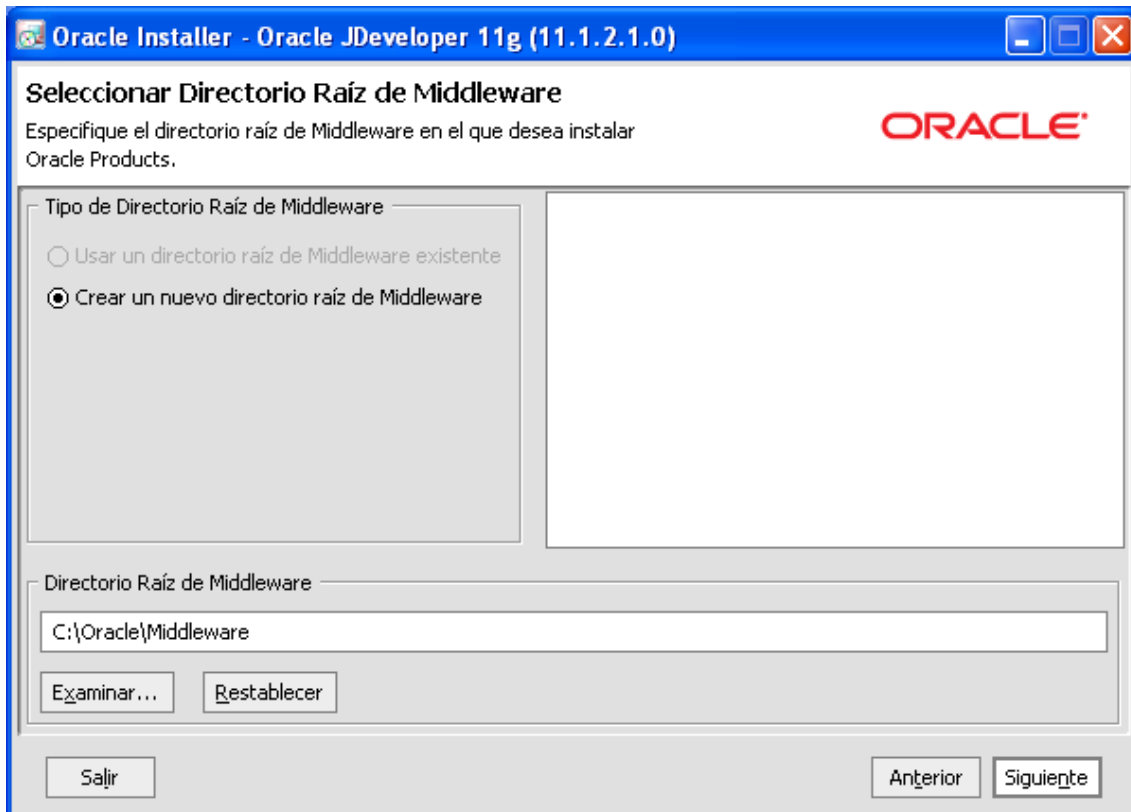 Oracle Installer - Oracle JDeveloper 11g (11.1.2.1.0)
Seleccionar Directorio Raíz de Middleware
Especifique el directorio raíz de Middleware en el que desea instalar
Oracle Products.
ORACLE
Tipo de Directorio Raíz de Middleware
Usar un directorio raíz de Middleware existente
Crear un nuevo directorio raíz de Middleware
Directorio Raíz de Middleware
C:\Oracle\Middleware
Examinar...
Restablecer
Salir
Anterior
Siguiente